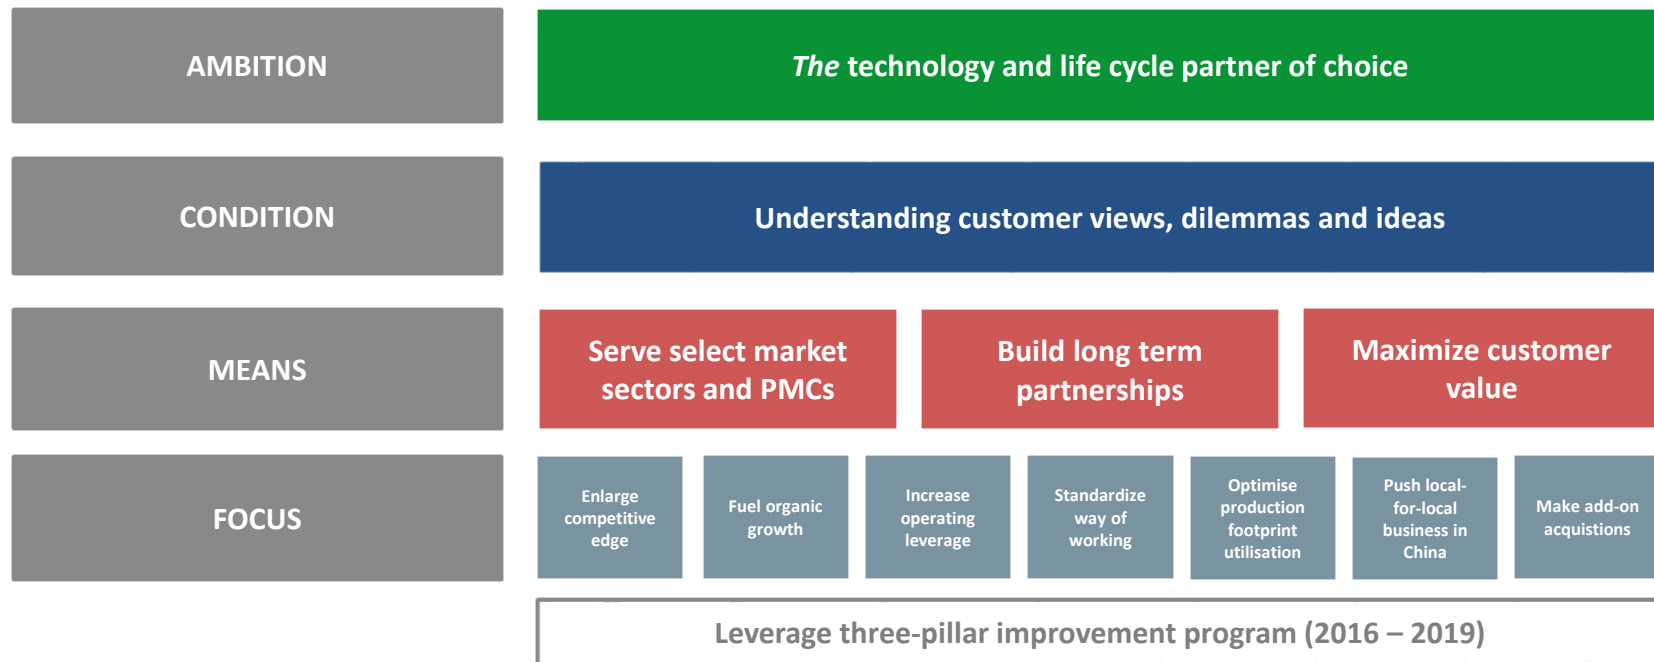 AMBITION
The technology and life cycle partner of choice
CONDITION
Understanding customer views, dilemmas and ideas
MEANS
Serve select market
sectors and PMCs
Build long term
partnerships
Maximize customer
value
FOCUS
Enlarge
competitive
edge
Fuel organic
growth
Increase
operating
leverage
Standardize
way of
working
Optimise
production
footprint
utilisation
Push local-
for-local
business in
China
Make add-on
acquistions
Leverage three-pillar improvement program (2016 – 2019)